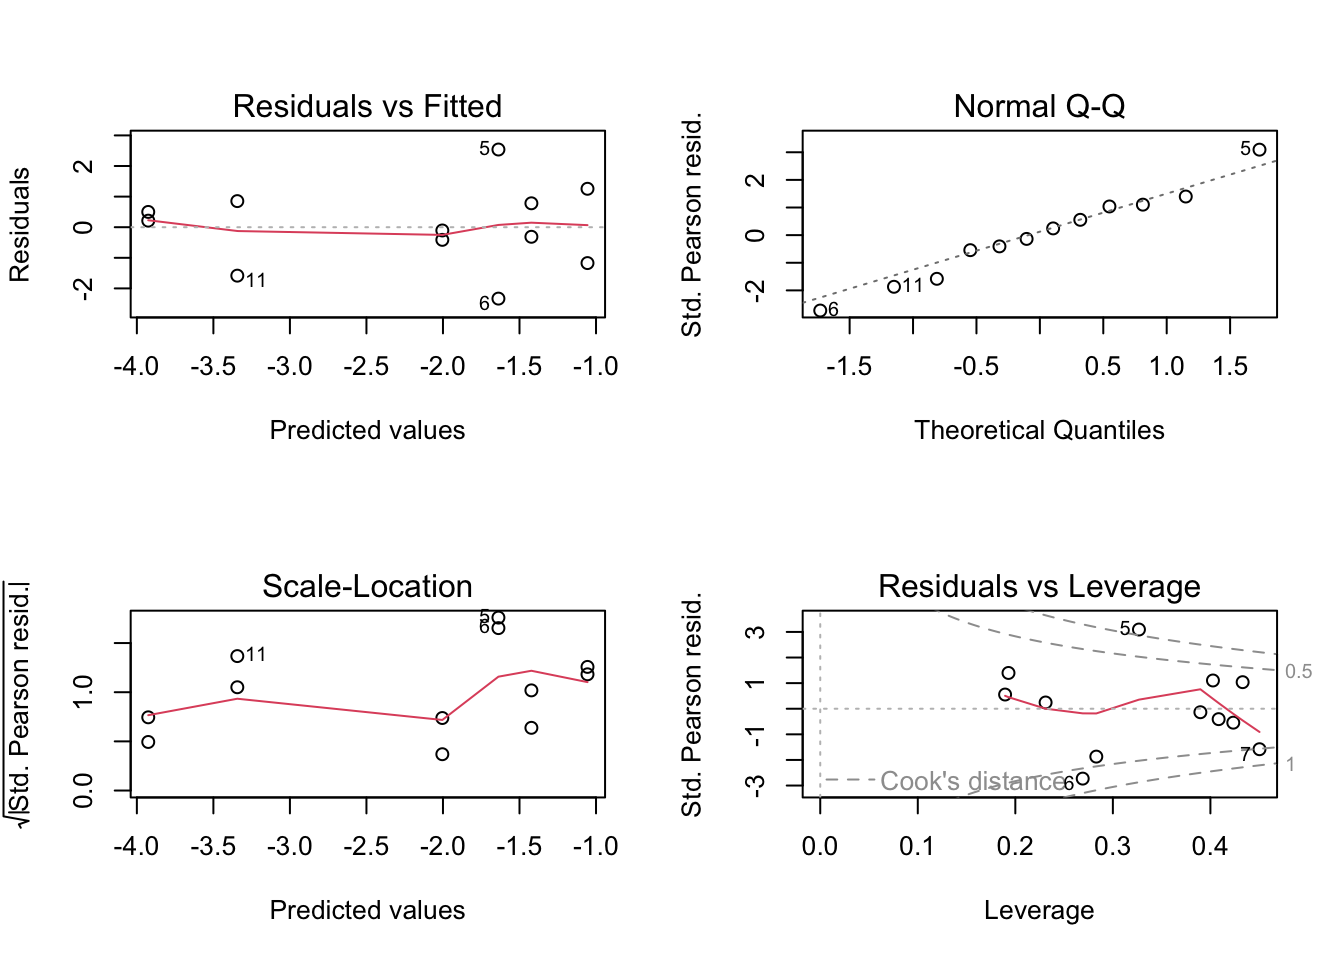 Residuals vs Fitted
Residuals
2
0
-2
5
11
6
-4.0 -3.5 -3.0 -2.5 -2.0 -1.5 -1.0
Predicted values
Normal Q-Q
Std. Pearson resid.
2
0
-2
5
11
6
-1.5 -0.5 0.5 1.0 1.5
Theoretical Quantiles
Scale-Location
√|Std. Pearson resid.|
1.0
0.0
5
6
11
-4.0 -3.5 -3.0 -2.5 -2.0 -1.5 -1.0
Predicted values
Residuals vs Leverage
Std. Pearson resid.
3
1
-1
-3
5
0.5
7
1
6
Cook's distance
0.0 0.1 0.2 0.3 0.4
Leverage